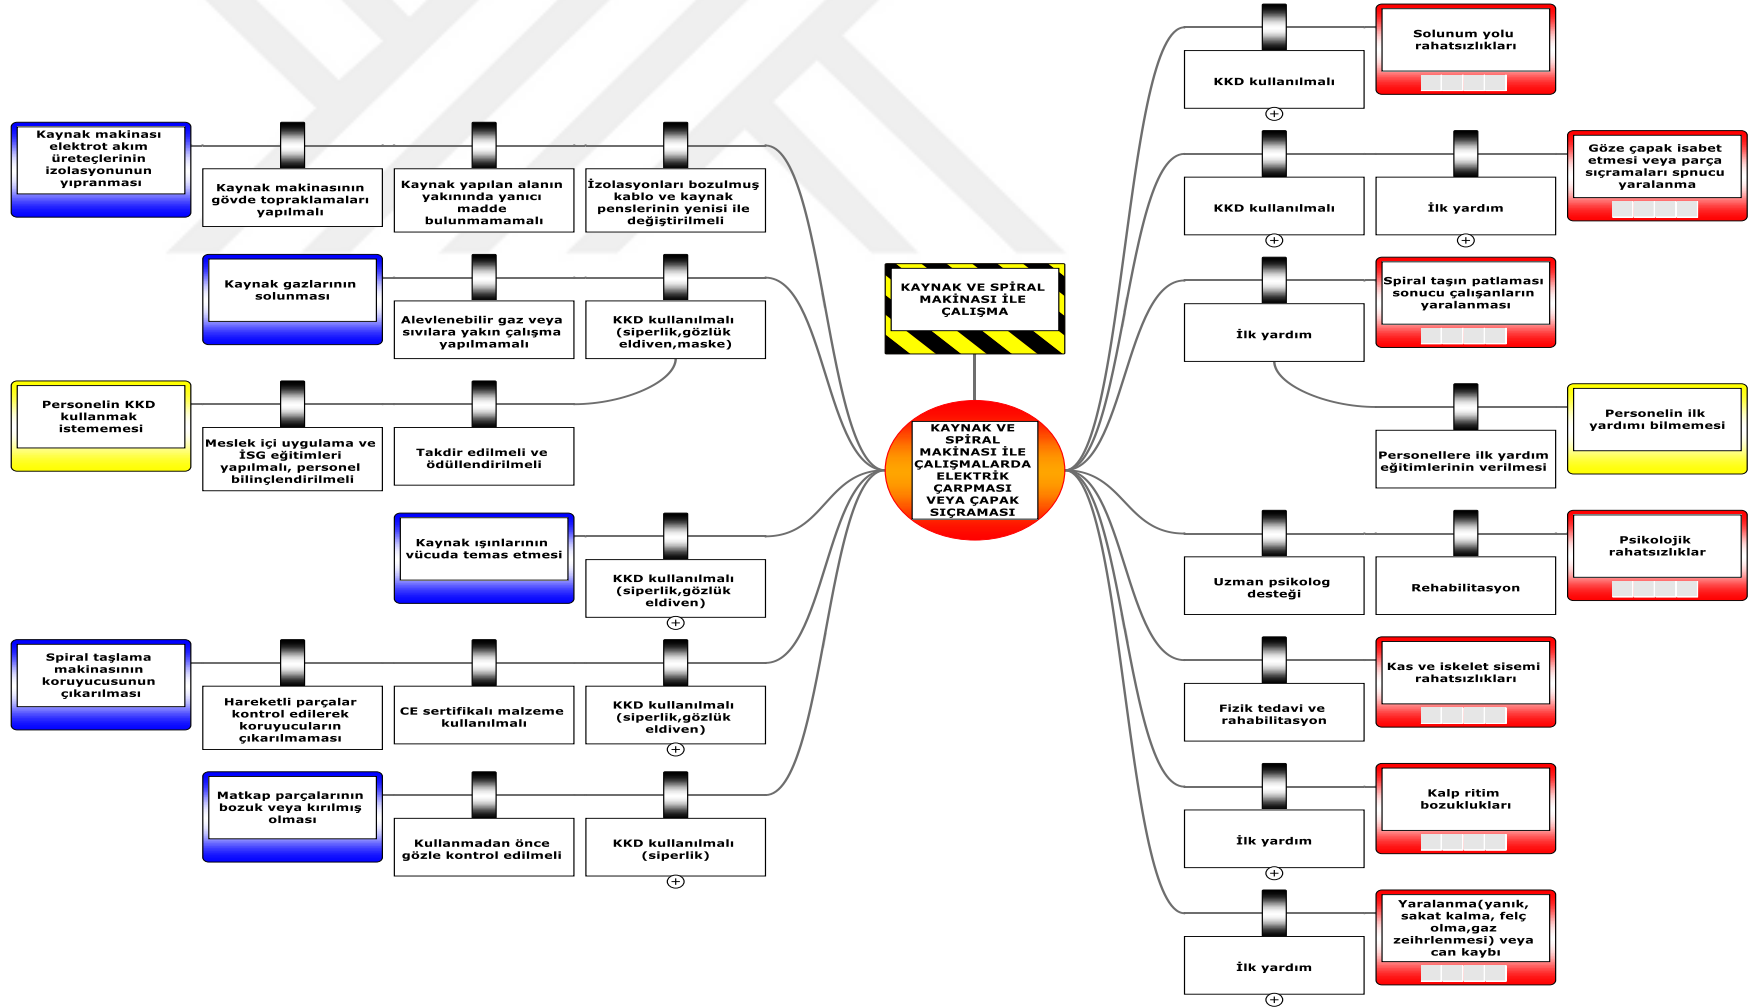 Kaynak makinası
elektrot akım
üreteçlerinin
izolasyonunun
yıpranması
Kaynak makinasının
gövde topraklamaları
yapılmalı
Kaynak yapılan alanın
yakınında yanıcı
madde
bulunmamamalı
İzolasyonları bozulmuş
kablo ve kaynak
penslerinin yenisi ile
değiştirilmeli
Kaynak gazlarının
solunması
Alevlenebilir gaz veya
sıvılara yakın çalışma
yapılmamalı
KKD kullanılmalı
(siperlik,gözlük
eldiven,maske)
Personelin KKD
kullanmak
istememesi
Meslek içi uygulama ve
İSG eğitimleri
yapılmalı, personel
bilinçlendirilmeli
Takdir edilmeli ve
ödüllendirilmeli
Kaynak ışınlarının
vücuda temas etmesi
KKD kullanılmalı
(siperlik,gözlük
eldiven)
+
Spiral taşlama
makinasının
koruyucusunun
çıkarılması
Hareketli parçalar
kontrol edilerek
koruyucuların
çıkarılmaması
CE sertifikalı malzeme
kullanılmalı
KKD kullanılmalı
(siperlik,gözlük
eldiven)
+
Matkap parçalarının
bozuk veya kırılmış
olması
Kullanmadan önce
gözle kontrol edilmeli
KKD kullanılmalı
(siperlik)
+
KAYNAK VE SPİRAL
MAKİNASI İLE
ÇALIŞMA
KAYNAK VE
SPİRAL
MAKİNASI İLE
ÇALIŞMALARDA
ELEKTRİK
ÇARPMASI
VEYA ÇAPAK
SIÇRAMASI
KKD kullanılmalı
+
Solunum yolu
rahatsızlıkları
KKD kullanılmalı
+
İlk yardım
+
Göze çapak isabet
etmesi veya parça
sıçramaları spnucu
yaralanma
İlk yardım
Spiral taşın patlaması
sonucu çalışanların
yaralanması
Personellere ilk yardım
eğitimlerinin verilmesi
Personelin ilk
yardımı bilmemesi
Uzman psikolog
desteği
Rehabilitasyon
Psikolojik
rahatsızlıklar
Fizik tedavi ve
rahabilitasyon
Kas ve iskelet sisemi
rahatsızlıkları
İlk yardım
+
Kalp ritim
bozuklukları
İlk yardım
+
Yaralanma(yanık,
sakat kalma, felç
olma,gaz
zeihrlenmesi) veya
can kaybı